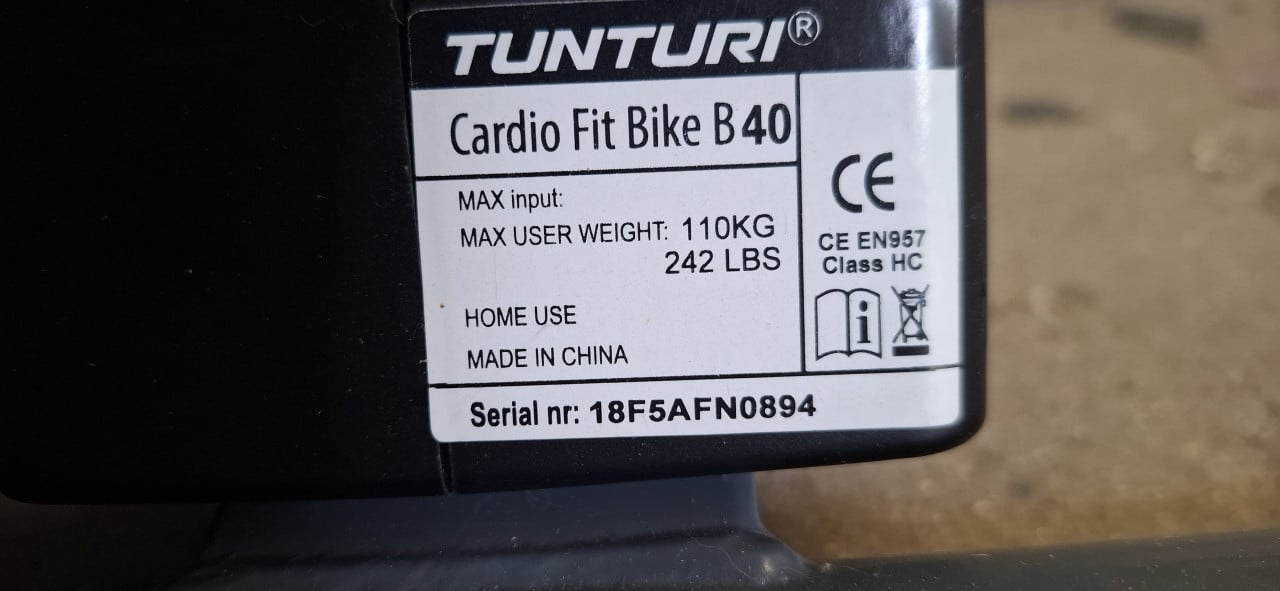 TUNTURI®
Cardio Fit Bike B40
MAX input:
MAX USER WEIGHT: 110KG
242 LBS
HOME USE
MADE IN CHINA
CE
CE EN957
Class HC
i
Serial nr: 18F5AFN0894